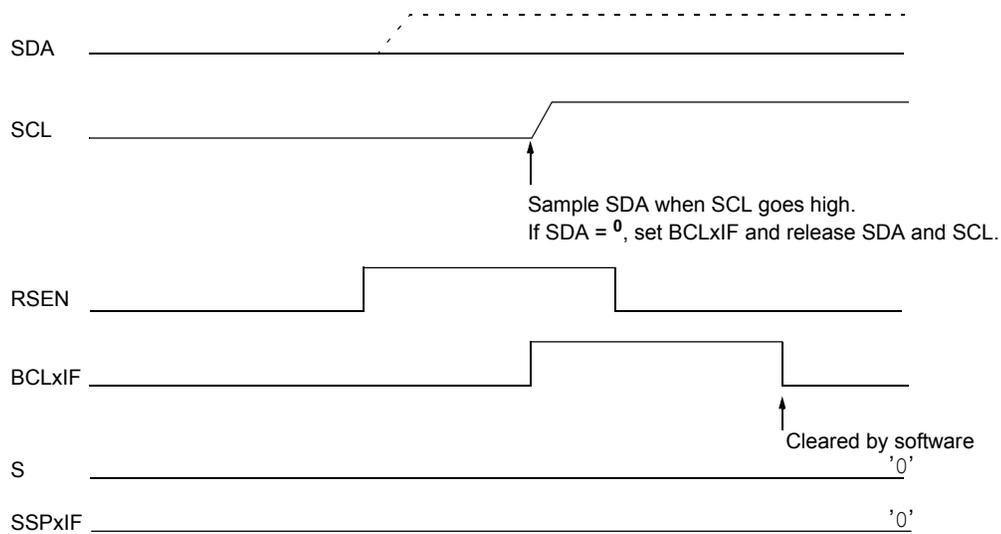 SDA
SCL
Sample SDA when SCL goes high.
If SDA = 0, set BCLxIF and release SDA and SCL.
RSEN
BCLxIF
Cleared by software
S
'0'
SSPxIF
'0'